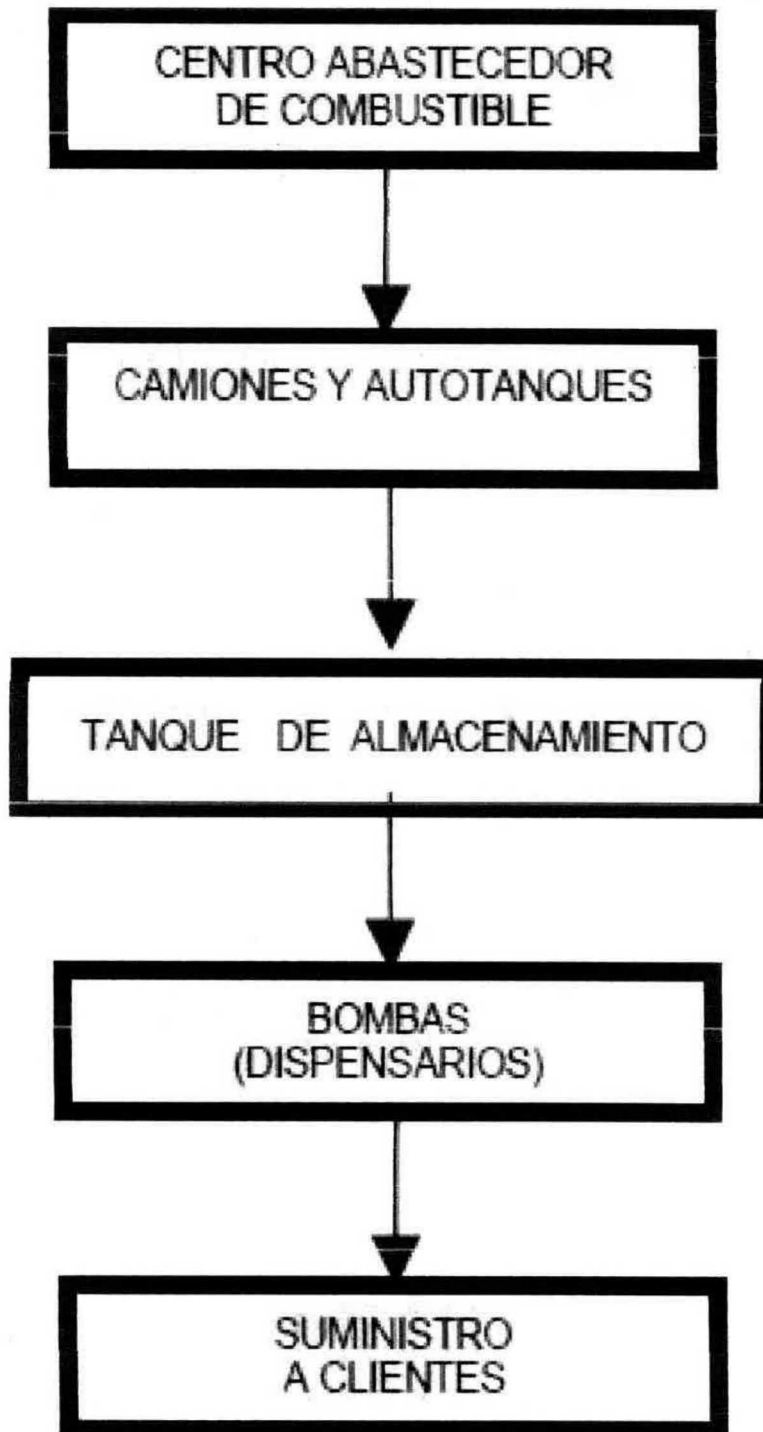 CENTRO ABASTECEDOR
DE COMBUSTIBLE
CAMIONES Y AUTOTANQUES
TANQUE DE ALMACENAMIENTO
BOMBAS
(DISPENSARIOS)
SUMINISTRO
A CLIENTES